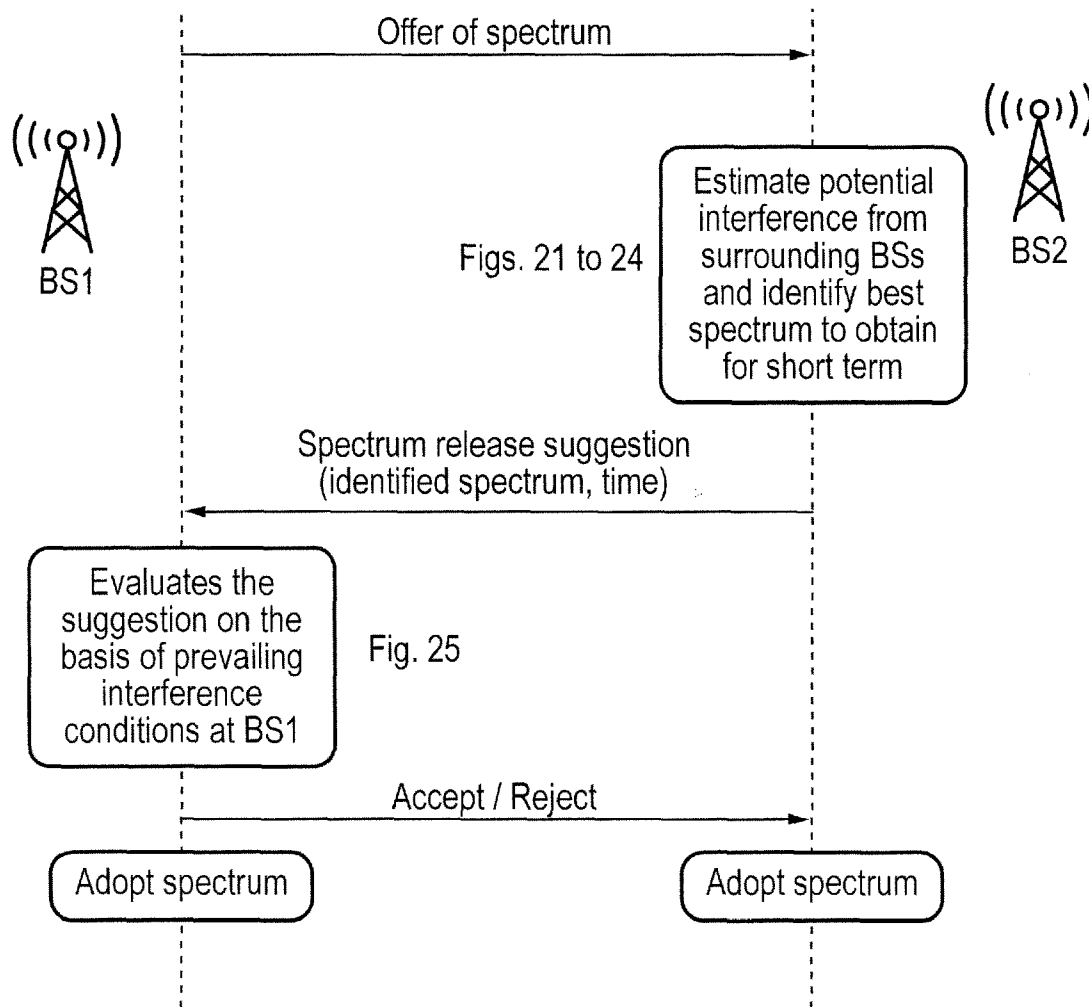 Offer of spectrum
BS1
BS2
Estimate potential
interference from
surrounding BSs
and identify best
spectrum to obtain
for short term
Figs. 21 to 24
Spectrum release suggestion
(identified spectrum, time)
Evaluates the
suggestion on the
basis of prevailing
interference
conditions at BS1
Fig. 25
Accept / Reject
Adopt spectrum
Adopt spectrum